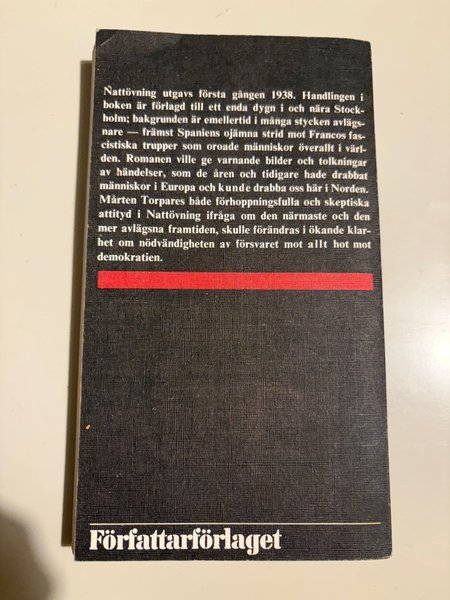 Nattövning utgavs första gången 1938. Handlingen i
boken är förlagd till ett enda dygn i och nära Stock-
holm; bakgrunden är emellertid i många stycken avlägs-
nare — främst Spaniens ojämna strid mot Francos fas-
cistiska trupper som oroade människor överallt i värl-
den. Romanen ville ge varnande bilder och tolkningar
av händelser, som de åren och tidigare hade drabbat
människor i Europa och kunde drabba oss här i Norden.
Mårten Torpares både förhoppningsfulla och skeptiska
attityd i Nattövning ifråga om den närmaste och den
mer avlägsna framtiden, skulle förändras i ökande klar-
het om nödvändigheten av försvaret mot allt hot mot
demokratien.
Författarförlaget